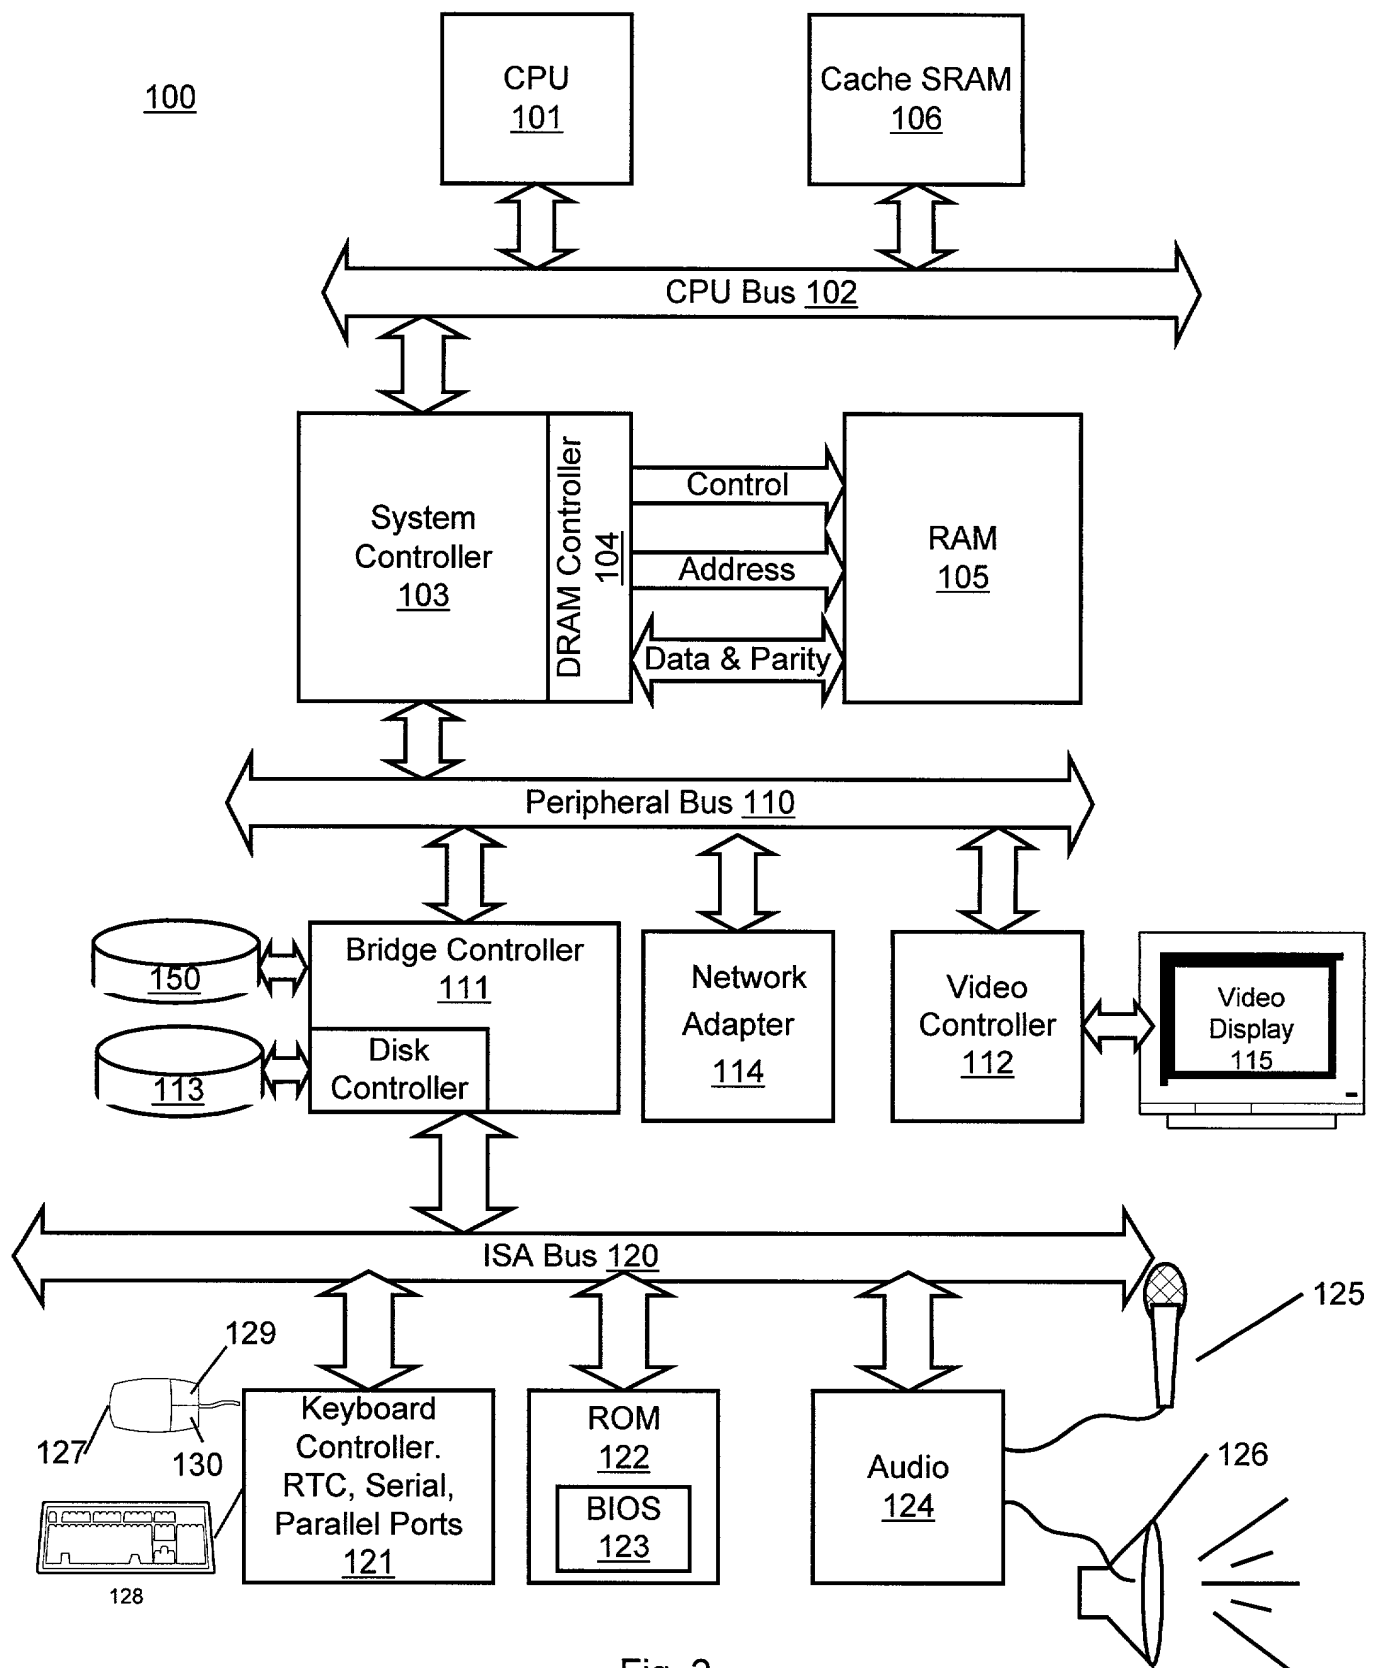 100
CPU
101
Cache SRAM
106
CPU Bus 102
System
Controller
103
DRAM Controller
104
Control
Address
Data & Parity
RAM
105
Peripheral Bus 110
150
113
Bridge Controller
111
Disk
Controller
Network
Adapter
114
Video
Controller
112
Video
Display
115
ISA Bus 120
125
129
127
130
128
Keyboard
Controller.
RTC, Serial,
Parallel Ports
121
ROM
122
BIOS
123
Audio
124
126
Fig. 2